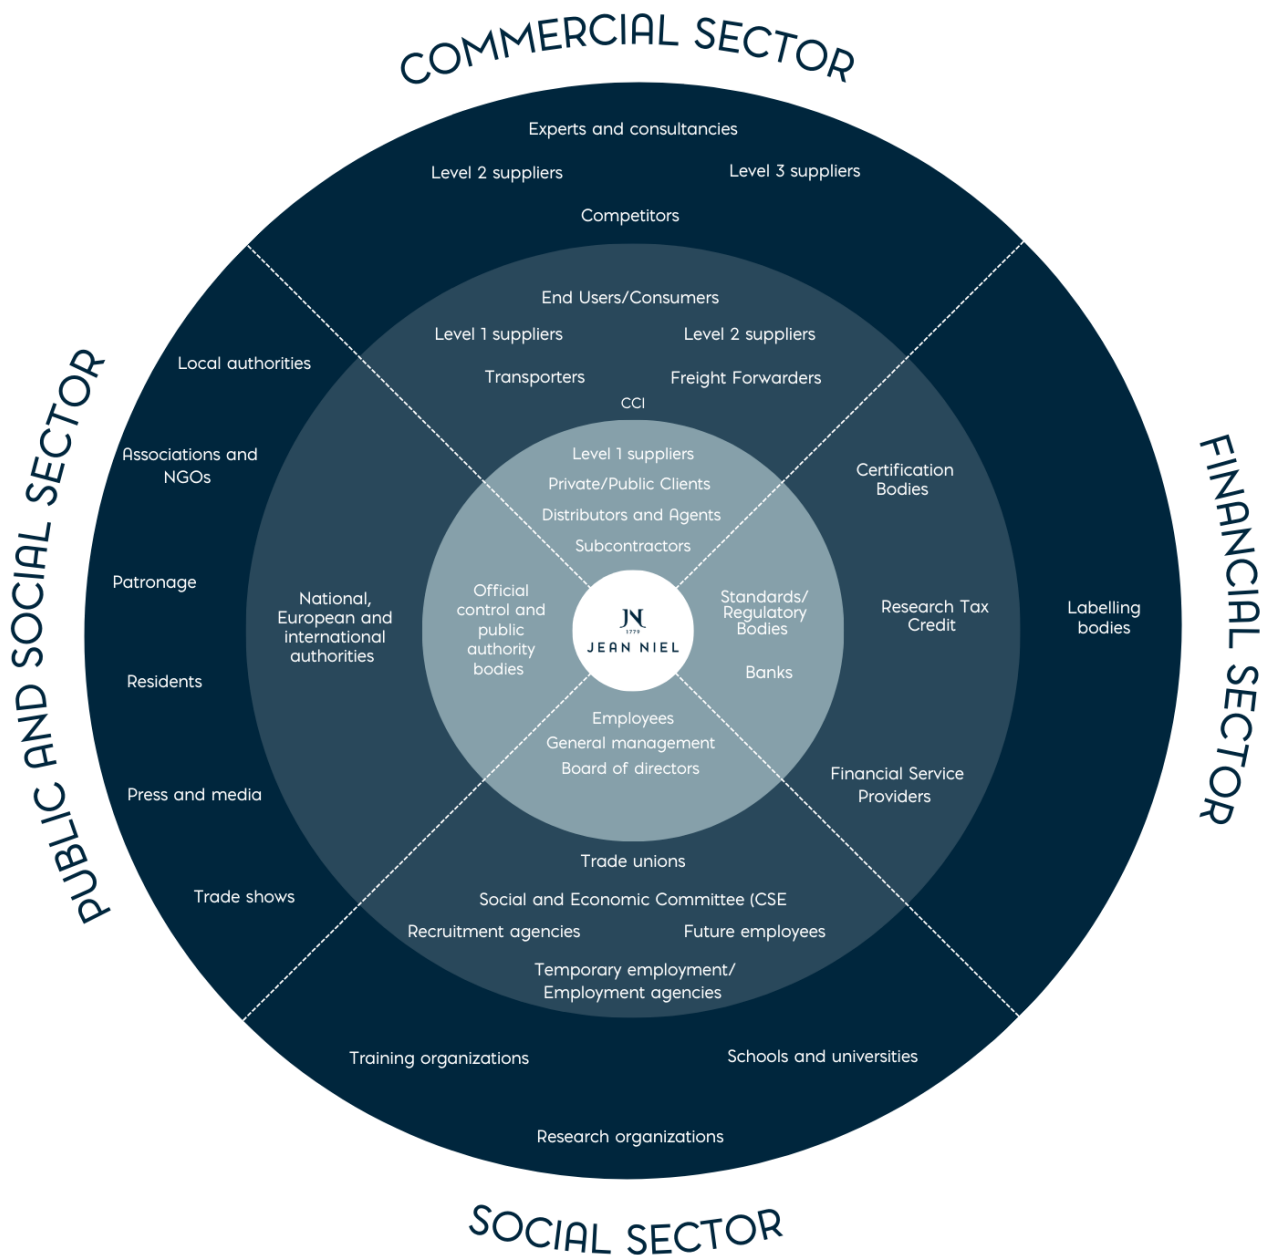 COMMERCIAL SECTOR
Experts and consultancies
Level 2 suppliers
Level 3 suppliers
Competitors
End Users/Consumers
Level 1 suppliers
Level 2 suppliers
Transporters
Freight Forwarders
CCI
Level 1 suppliers
Private/Public Clients
Distributors and Agents
Subcontractors
PUBLIC AND SOCIAL SECTOR
Local authorities
Associations and
NGOs
Patronage
Residents
Press and media
Trade shows
National,
European and
international
authorities
Official
control and
public
authority
bodies
JN
1779
JEAN NIEL
Standards/
Regulatory
Bodies
Banks
Certification
Bodies
Research Tax
Credit
Financial Service
Providers
Labelling
bodies
FINANCIAL SECTOR
Employees
General management
Board of directors
Trade unions
Social and Economic Committee (CSE
Recruitment agencies
Future employees
Temporary employment/
Employment agencies
Training organizations
Schools and universities
Research organizations
SOCIAL SECTOR